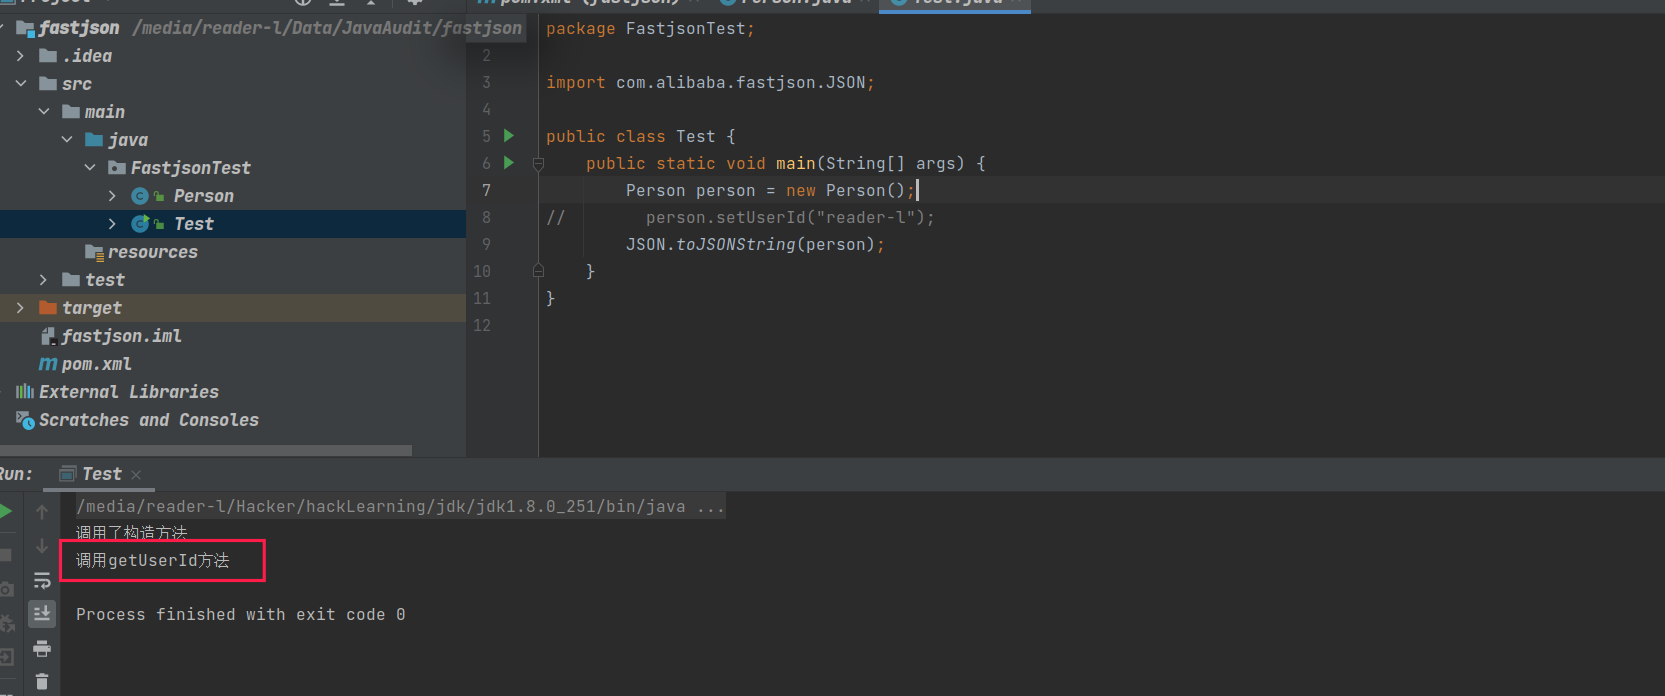 fastjson /media/reader-l/Data/JavaAudit/fastjson
.idea
src
main
java
FastjsonTest
Person
Test
resources
test
target
fastjson.iml
pom.xml
External Libraries
Scratches and Consoles
package FastjsonTest;
2
3 import com.alibaba.fastjson.JSON;
4
5 public class Test {
6 public static void main(String[] args) {
7 Person person = new Person();
8 // person.setUserId("reader-l");
9 JSON.toJSONString(person);
10 }
11 }
12
Run: Test
/media/reader-l/Hacker/hackLearning/jdk/jdk1.8.0_251/bin/java ...
调用了构造方法
调用getUserId方法
Process finished with exit code 0